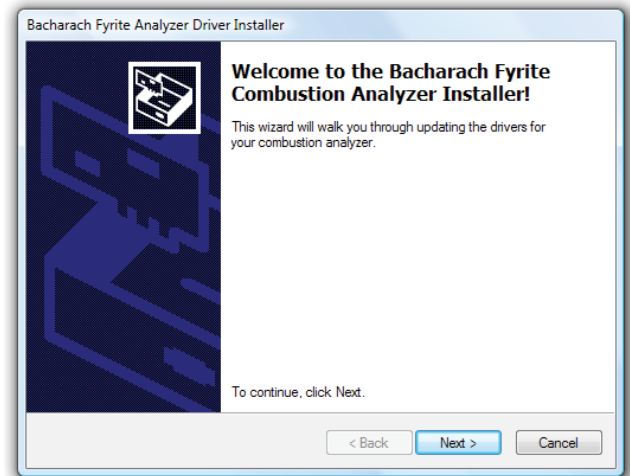 Bacharach Fyrite Analyzer Driver Installer
Welcome to the Bacharach Fyrite
Combustion Analyzer Installer!
This wizard will walk you through updating the drivers for
your combustion analyzer.
To continue, click Next.
< Back Next > Cancel